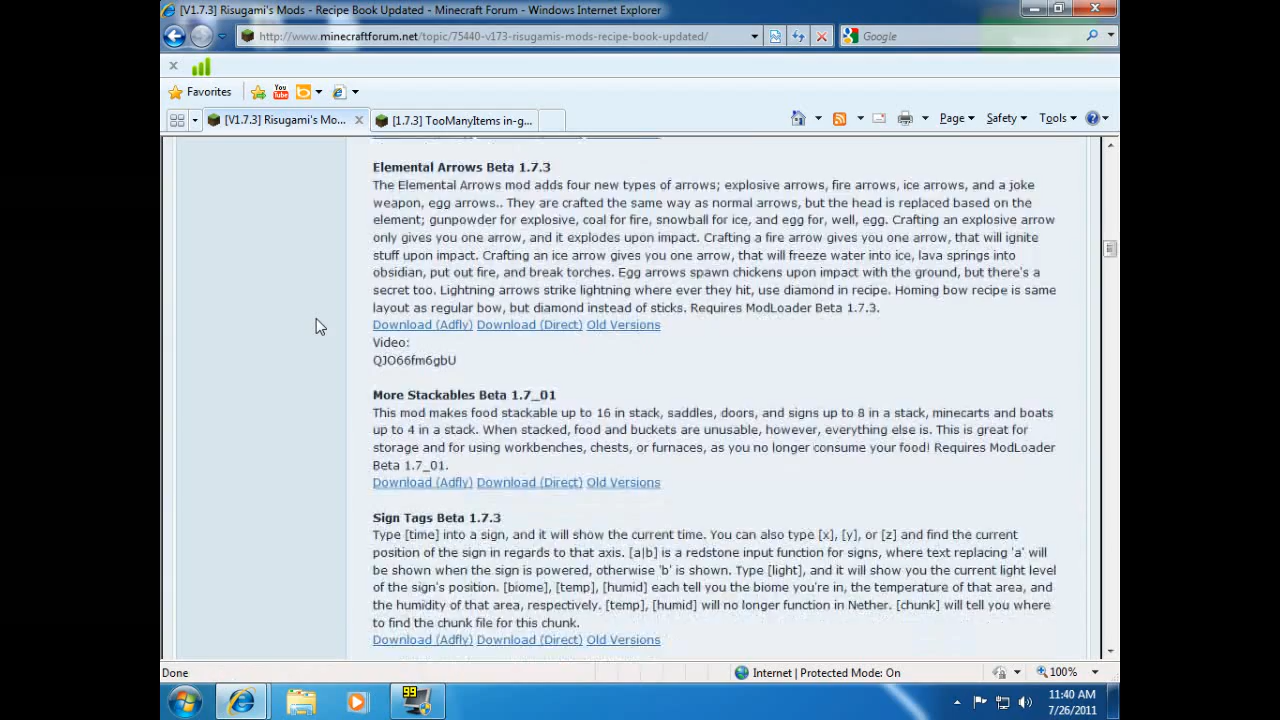 [V1.7.3] Risugami's Mods - Recipe Book Updated - Minecraft Forum - Windows Internet Explorer
http://www.minecraftforum.net/topic/75440-v173-risugamis-mods-recipe-book-updated/
Google
Favorites
You Tube
[V1.7.3] Risugami's Mo...
[1.7.3] TooManyItems in-g...
Page
Safety
Tools
Elemental Arrows Beta 1.7.3
The Elemental Arrows mod adds four new types of arrows; explosive arrows, fire arrows, ice arrows, and a joke
weapon, egg arrows.. They are crafted the same way as normal arrows, but the head is replaced based on the
element; gunpowder for explosive, coal for fire, snowball for ice, and egg for, well, egg. Crafting an explosive arrow
only gives you one arrow, and it explodes upon impact. Crafting a fire arrow gives you one arrow, that will ignite
stuff upon impact. Crafting an ice arrow gives you one arrow, that will freeze water into ice, lava springs into
obsidian, put out fire, and break torches. Egg arrows spawn chickens upon impact with the ground, but there's a
secret too. Lightning arrows strike lightning where ever they hit, use diamond in recipe. Homing bow recipe is same
layout as regular bow, but diamond instead of sticks. Requires ModLoader Beta 1.7.3.
Download (Adfly) Download (Direct) Old Versions
Video:
QJO66fm6gbU
More Stackables Beta 1.7_01
This mod makes food stackable up to 16 in stack, saddles, doors, and signs up to 8 in a stack, minecarts and boats
up to 4 in a stack. When stacked, food and buckets are unusable, however, everything else is. This is great for
storage and for using workbenches, chests, or furnaces, as you no longer consume your food! Requires ModLoader
Beta 1.7_01.
Download (Adfly) Download (Direct) Old Versions
Sign Tags Beta 1.7.3
Type [time] into a sign, and it will show the current time. You can also type [x], [y], or [z] and find the current
position of the sign in regards to that axis. [a|b] is a redstone input function for signs, where text replacing 'a' will
be shown when the sign is powered, otherwise 'b' is shown. Type [light], and it will show you the current light level
of the sign's position. [biome], [temp], [humid] each tell you the biome you're in, the temperature of that area, and
the humidity of that area, respectively. [temp], [humid] will no longer function in Nether. [chunk] will tell you where
to find the chunk file for this chunk.
Download (Adfly) Download (Direct) Old Versions
Done
Internet | Protected Mode: On
100%
99
11:40 AM
7/26/2011